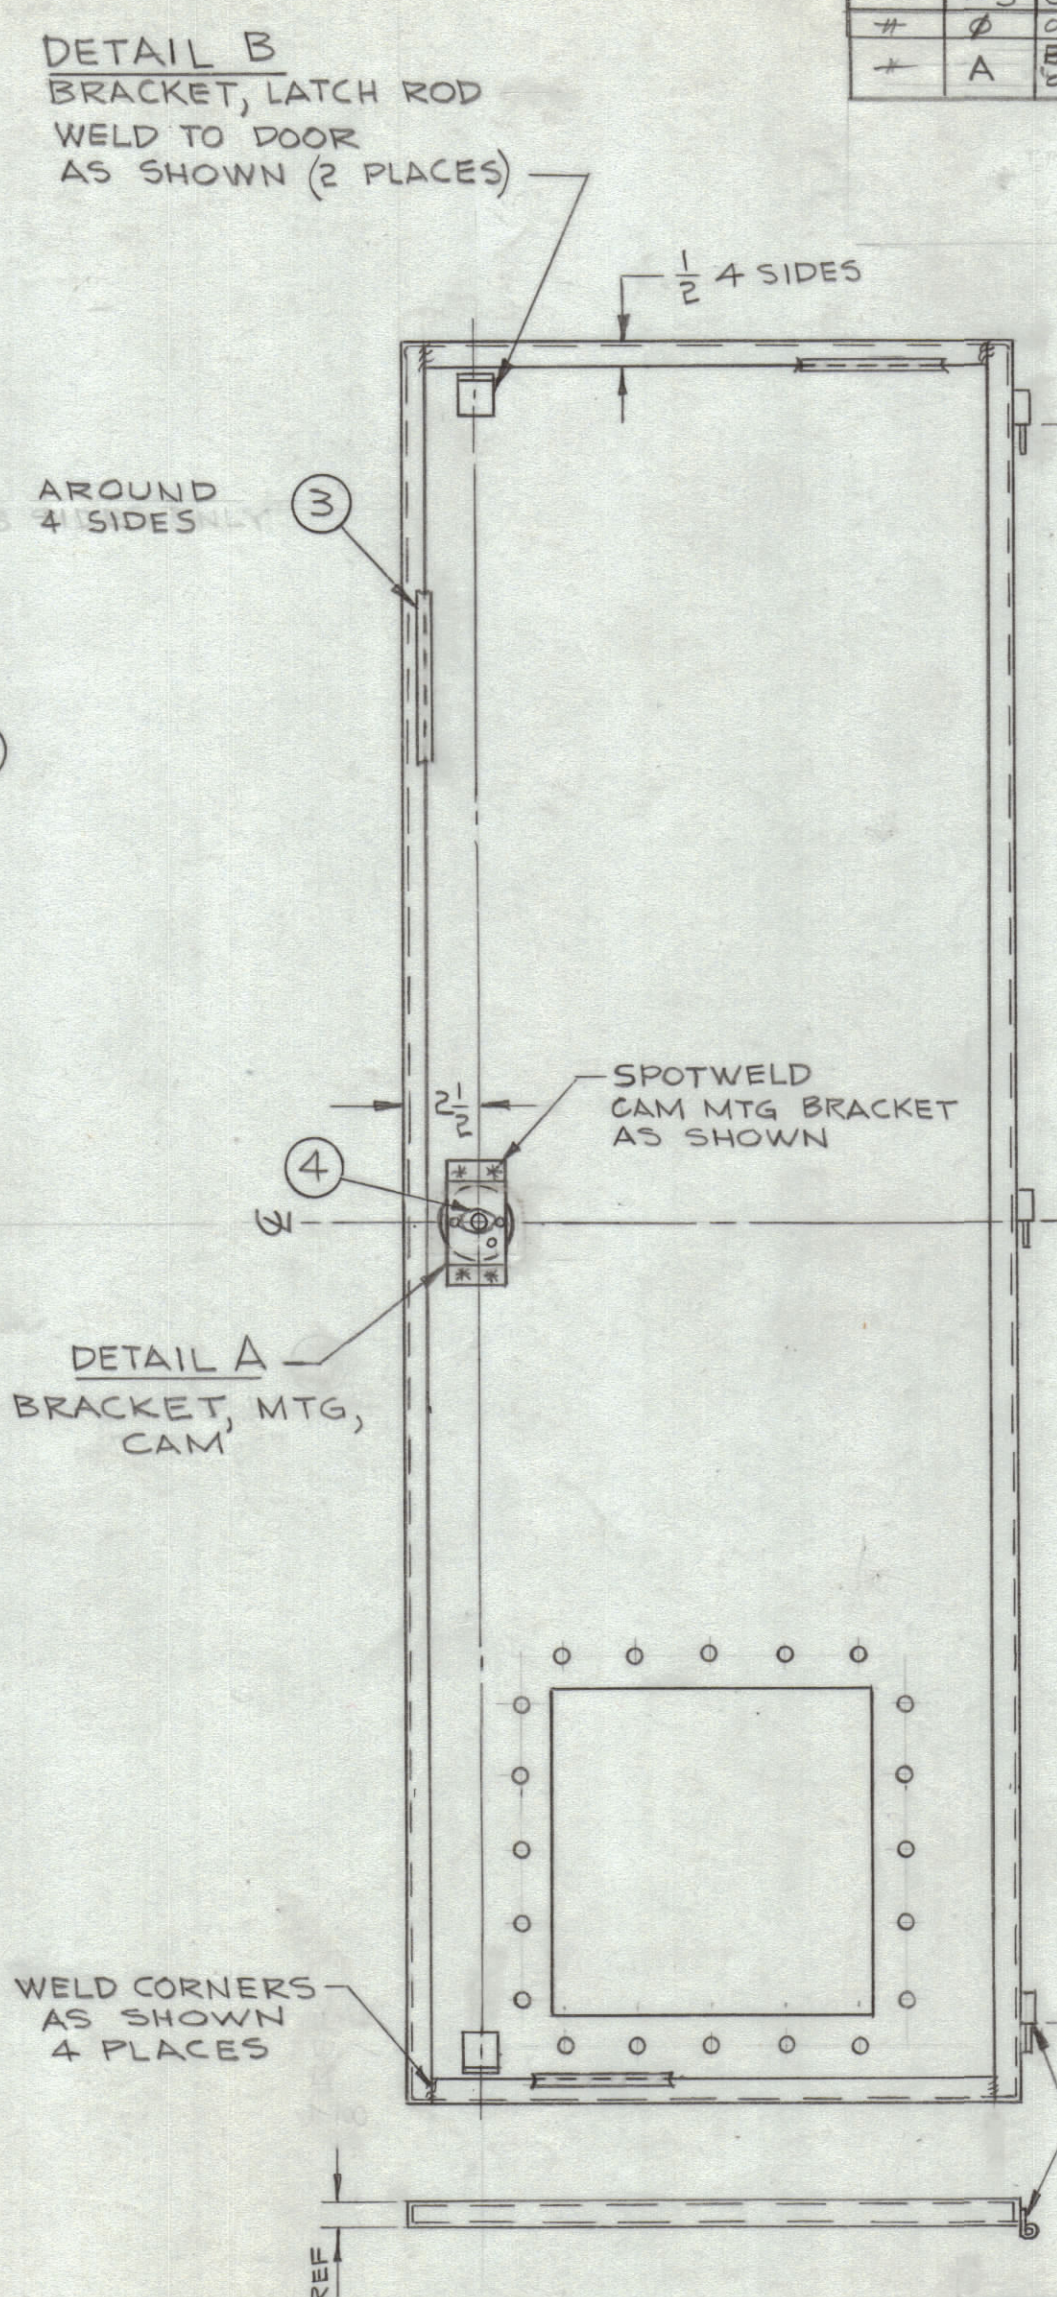 DETAIL B
BRACKET, LATCH ROD
WELD TO DOOR
AS SHOWN (2 PLACES)
# Ø
A
1/2 4 SIDES
AROUND
4 SIDES
3
2 1/2
SPOTWELD
CAM MTG BRACKET
AS SHOWN
4
DETAIL A
BRACKET, MTG,
CAM
WELD CORNERS
AS SHOWN
4 PLACES
REF